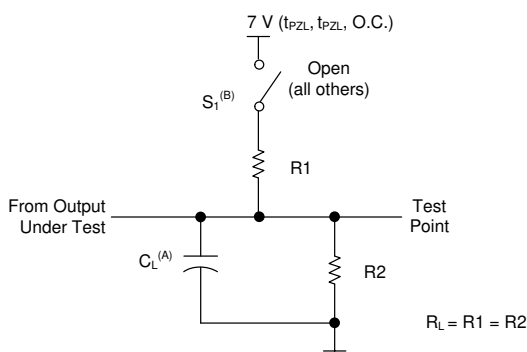 7 V (tPZL, tPZL, O.C.)
Open
(all others)
S1(B)
R1
From Output
Under Test
Test
Point
CL(A)
R2
RL = R1 = R2